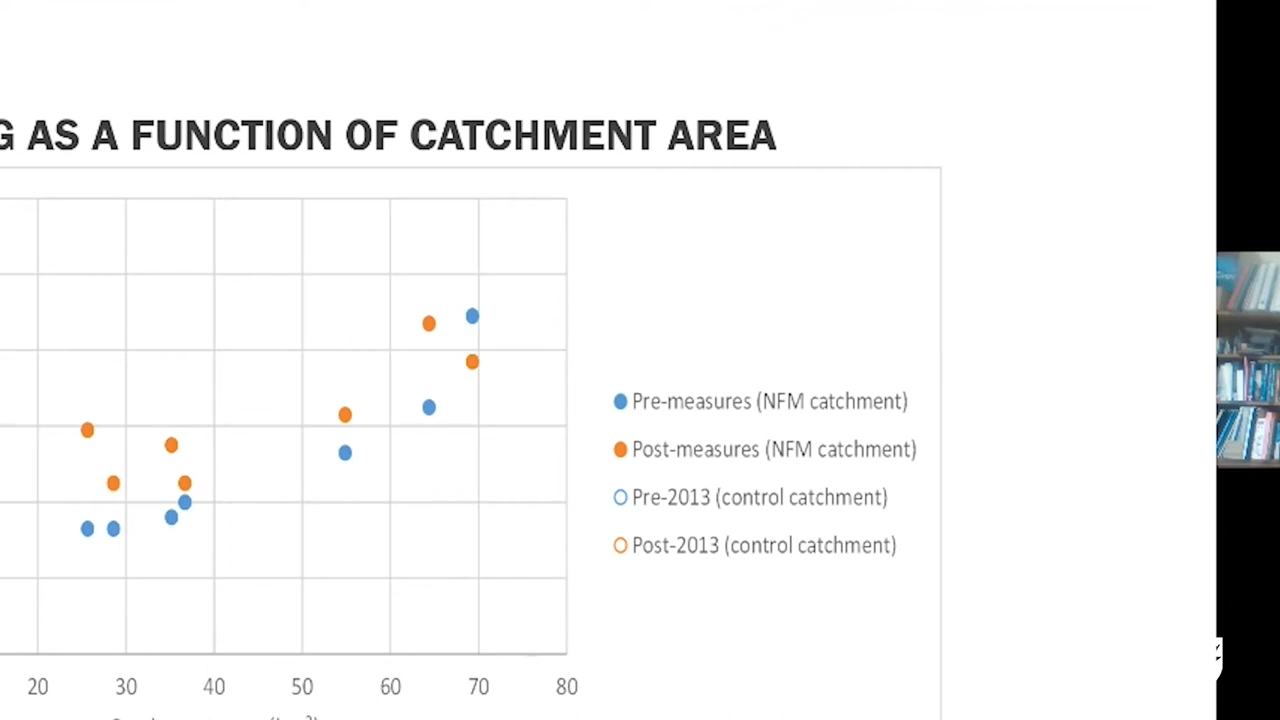 G AS A FUNCTION OF CATCHMENT AREA
Pre-measures (NFM catchment)
Post-measures (NFM catchment)
Pre-2013 (control catchment)
Post-2013 (control catchment)
20 30 40 50 60 70 80